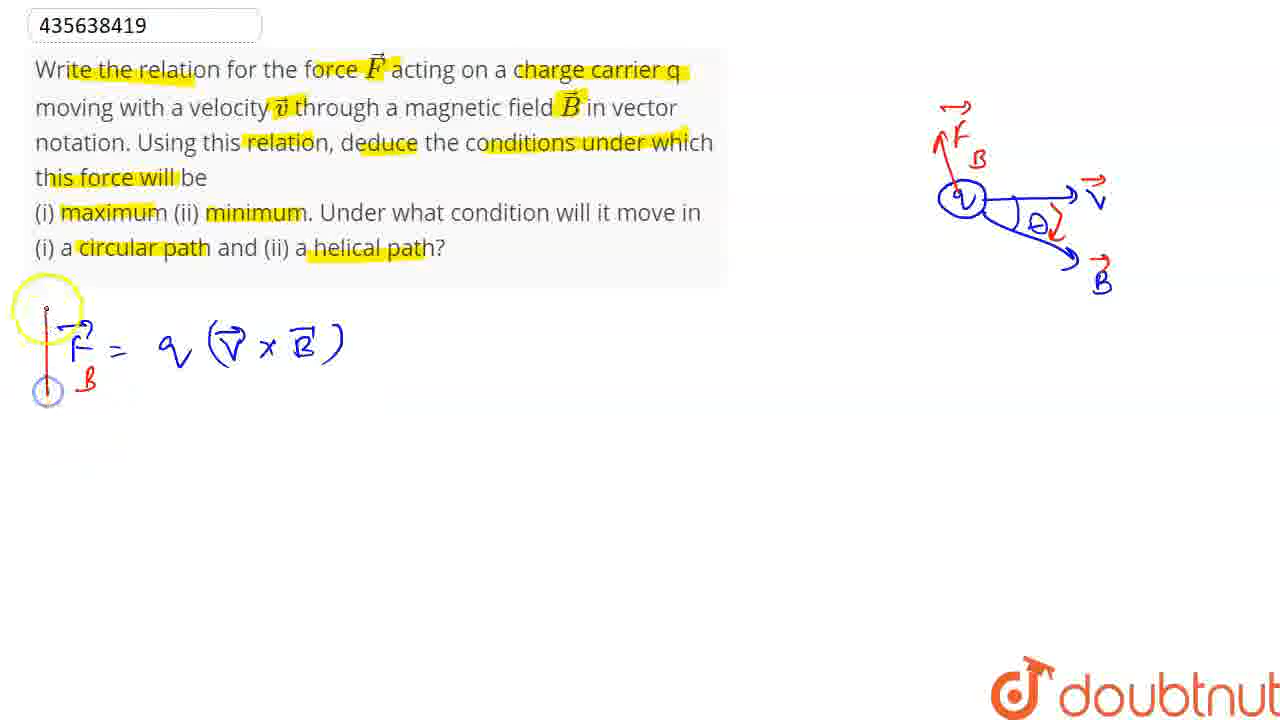 435638419
Write the relation for the force F⃗ acting on a charge carrier q
moving with a velocity v⃗ through a magnetic field B⃗ in vector
notation. Using this relation, deduce the conditions under which
this force will be
(i) maximum (ii) minimum. Under what condition will it move in
(i) a circular path and (ii) a helical path?
F⃗_B
q V⃗
θ
B⃗
F⃗_B = q (V⃗ × B⃗)
doubtnut